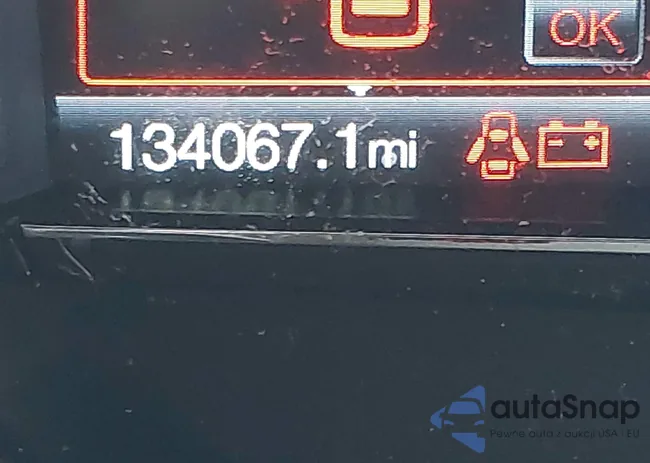 OK
134067.1mi
autaSnap
Pewne auta z aukcji USA - EU